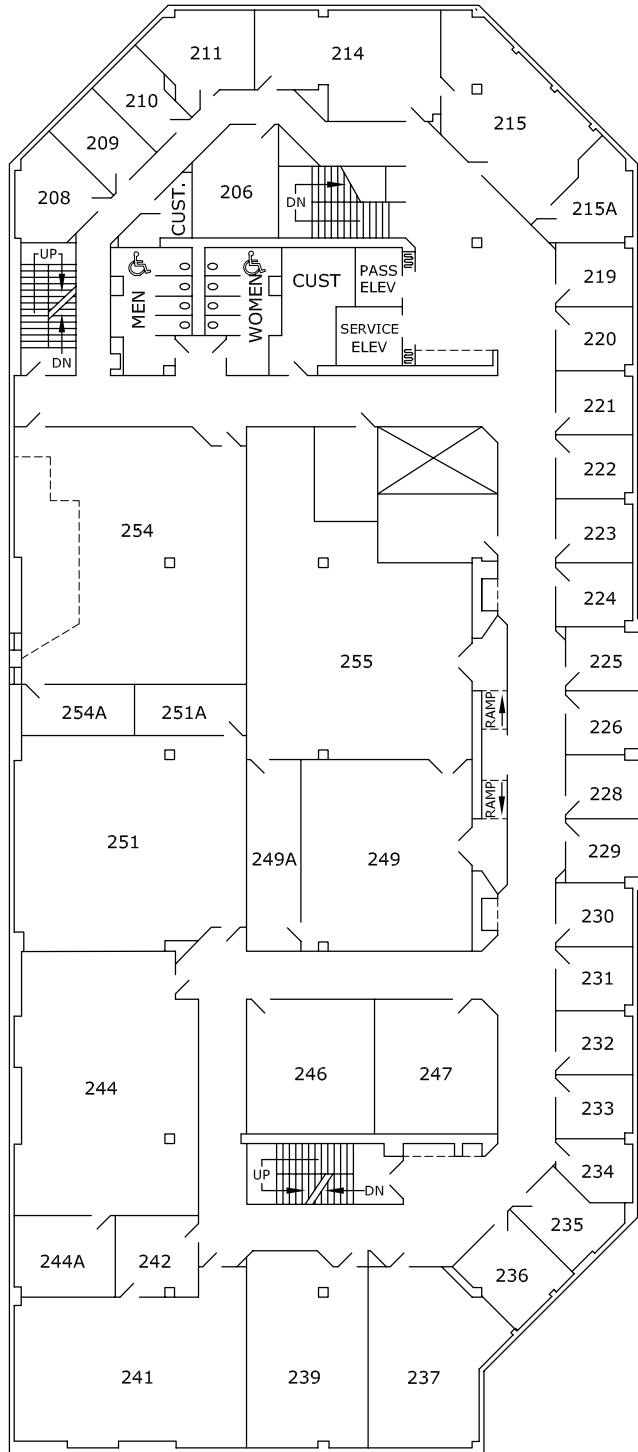 211
214
210
215
209
206
CUST.
208
DN
215A
UP
MEN
WOMEN
CUST
PASS
ELEV
219
SERVICE
ELEV
220
DN
221
222
254
223
224
255
225
254A
251A
RAMP
226
RAMP
228
251
249A
249
229
230
231
244
246
247
232
233
UP
DN
234
244A
242
235
236
241
239
237